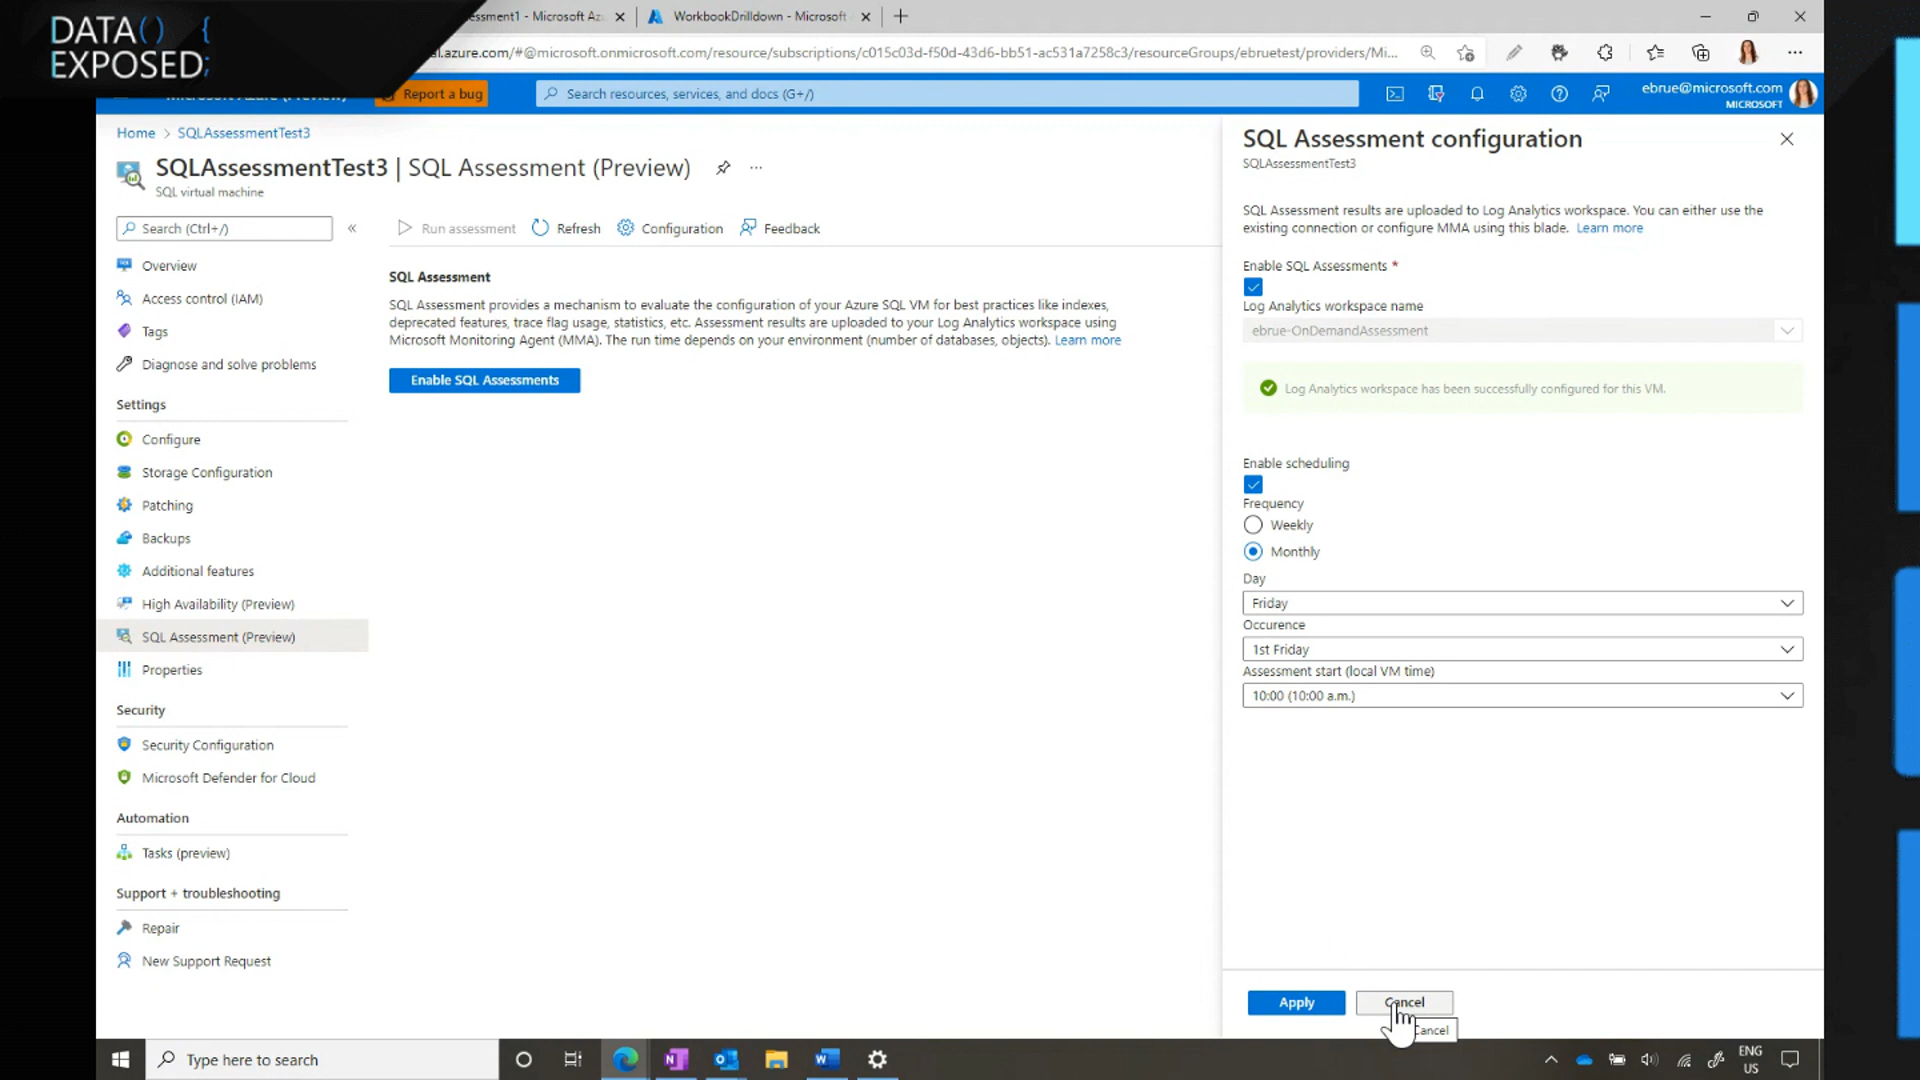 DATA() {
EXPOSED;
ssment1 - Microsoft Az
WorkbookDrilldown - Microsoft
al.azure.com/#@microsoft.onmicrosoft.com/resource/subscriptions/c015c03d-f50d-43d6-bb51-ac531a7258c3/resourceGroups/ebruetest/providers/Mi...
Report a bug
Search resources, services, and docs (G+/)
ebrue@microsoft.com
MICROSOFT
Home > SQLAssessmentTest3
SQLAssessmentTest3 | SQL Assessment (Preview)
SQL virtual machine
Search (Ctrl+/)
Overview
Access control (IAM)
Tags
Diagnose and solve problems
Settings
Configure
Storage Configuration
Patching
Backups
Additional features
High Availability (Preview)
SQL Assessment (Preview)
Properties
Security
Security Configuration
Microsoft Defender for Cloud
Automation
Tasks (preview)
Support + troubleshooting
Repair
New Support Request
Run assessment Refresh Configuration Feedback
SQL Assessment
SQL Assessment provides a mechanism to evaluate the configuration of your Azure SQL VM for best practices like indexes,
deprecated features, trace flag usage, statistics, etc. Assessment results are uploaded to your Log Analytics workspace using
Microsoft Monitoring Agent (MMA). The run time depends on your environment (number of databases, objects). Learn more
Enable SQL Assessments
SQL Assessment configuration
SQLAssessmentTest3
SQL Assessment results are uploaded to Log Analytics workspace. You can either use the
existing connection or configure MMA using this blade. Learn more
Enable SQL Assessments *
Log Analytics workspace name
ebrue-OnDemandAssessment
Log Analytics workspace has been successfully configured for this VM.
Enable scheduling
Frequency
Weekly
Monthly
Day
Friday
Occurence
1st Friday
Assessment start (local VM time)
10:00 (10:00 a.m.)
Apply
Cancel
Cancel
Type here to search
ENG
US